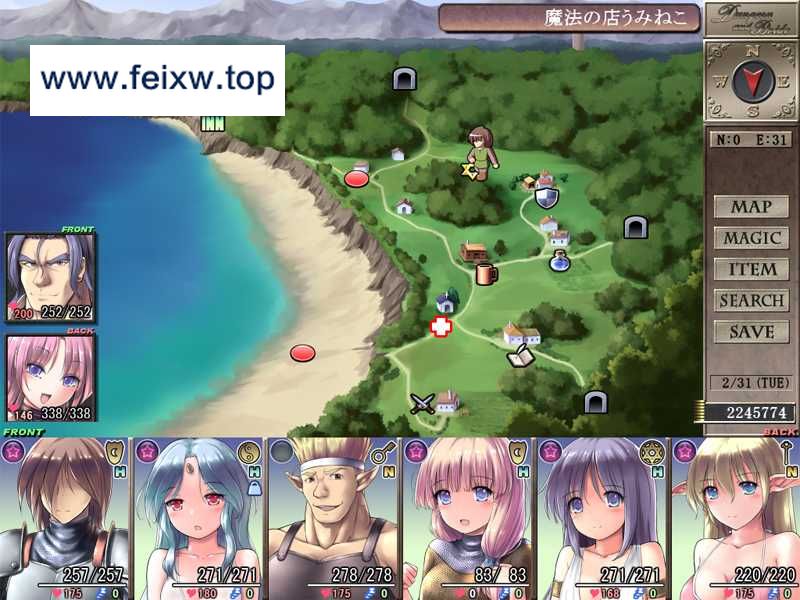 魔法の店うみねこ
Dungeon
and Battle
www.feixw.top
INN
N
W E
S
N:0 E:31
MAP
MAGIC
ITEM
SEARCH
SAVE
2/31 (TUE)
2245774
FRONT
200 252/252
BACK
146 338/338
FRONT
BACK
H
H
N
H
H
N
257/257
175 0
271/271
180 0
278/278
175 0
83/ 83
0 0
271/271
168 0
220/220
175 0